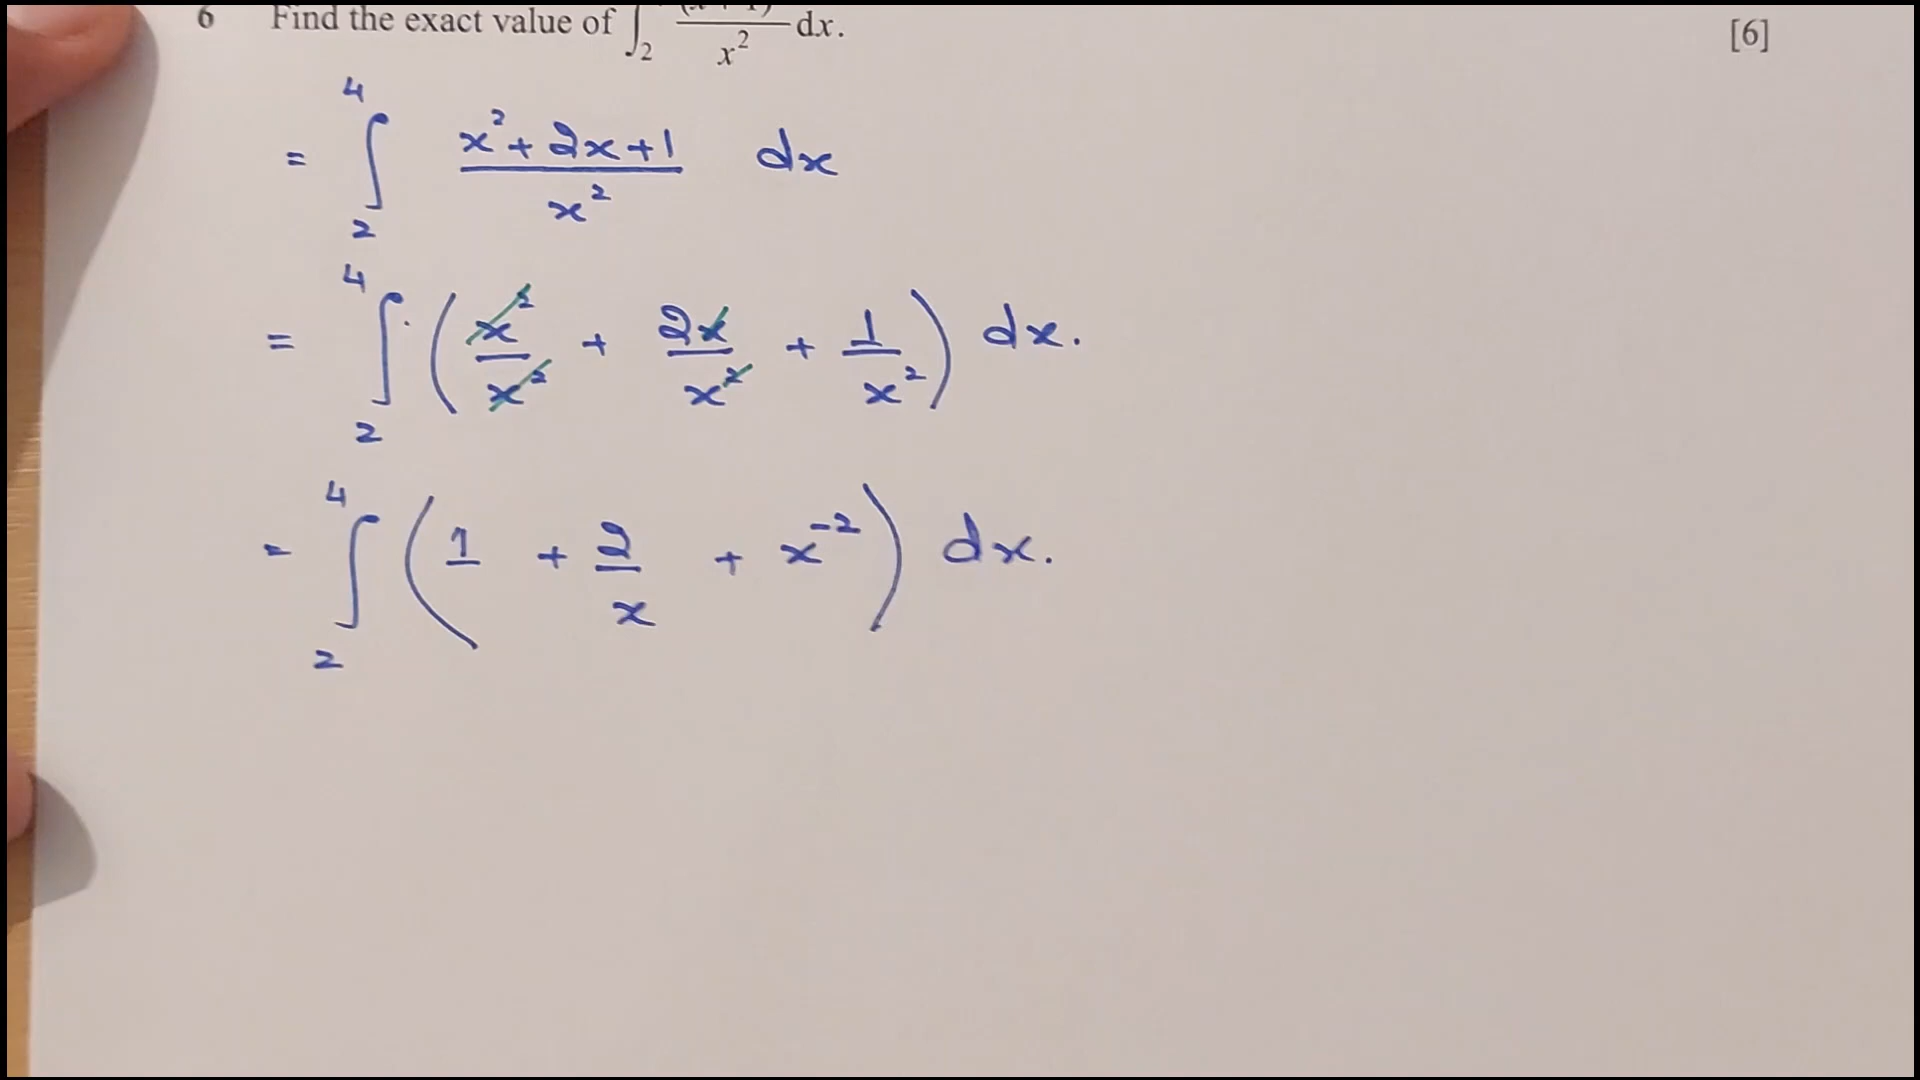 6 Find the exact value of ∫₂ (x + 1) / x² dx. [6]
= ∫₂⁴ (x² + 2x + 1) / x² dx
= ∫₂⁴ (x²/x² + 2x/x² + 1/x²) dx.
= ∫₂⁴ (1 + 2/x + x⁻²) dx.